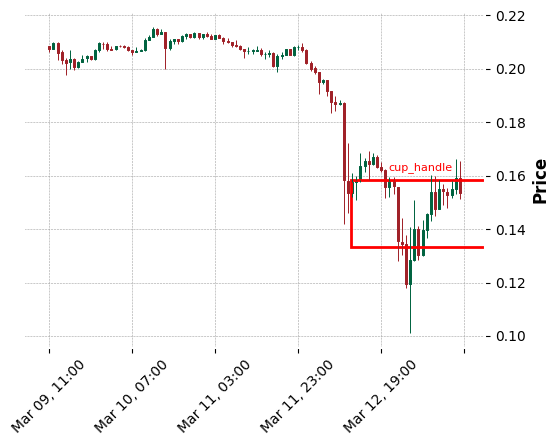 0.22
0.20
0.18
cup_handle
0.16
0.14
0.12
0.10
Price
Mar 09, 11:00
Mar 10, 07:00
Mar 11, 03:00
Mar 11, 23:00
Mar 12, 19:00